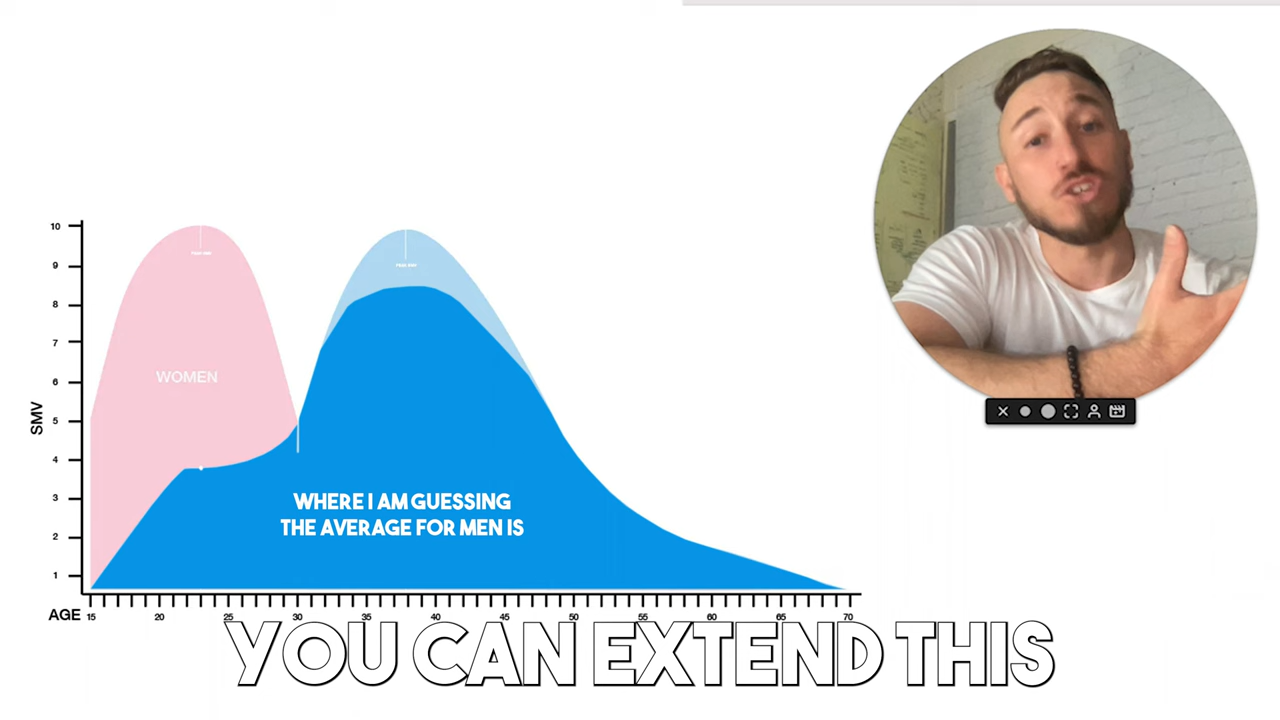 10
9
8
7
6
5
4
3
2
1
SMV
WOMEN
WHERE I AM GUESSING
THE AVERAGE FOR MEN IS
AGE 15 20 25 30 35 40 45 50 55 60 65 70
YOU CAN EXTEND THIS